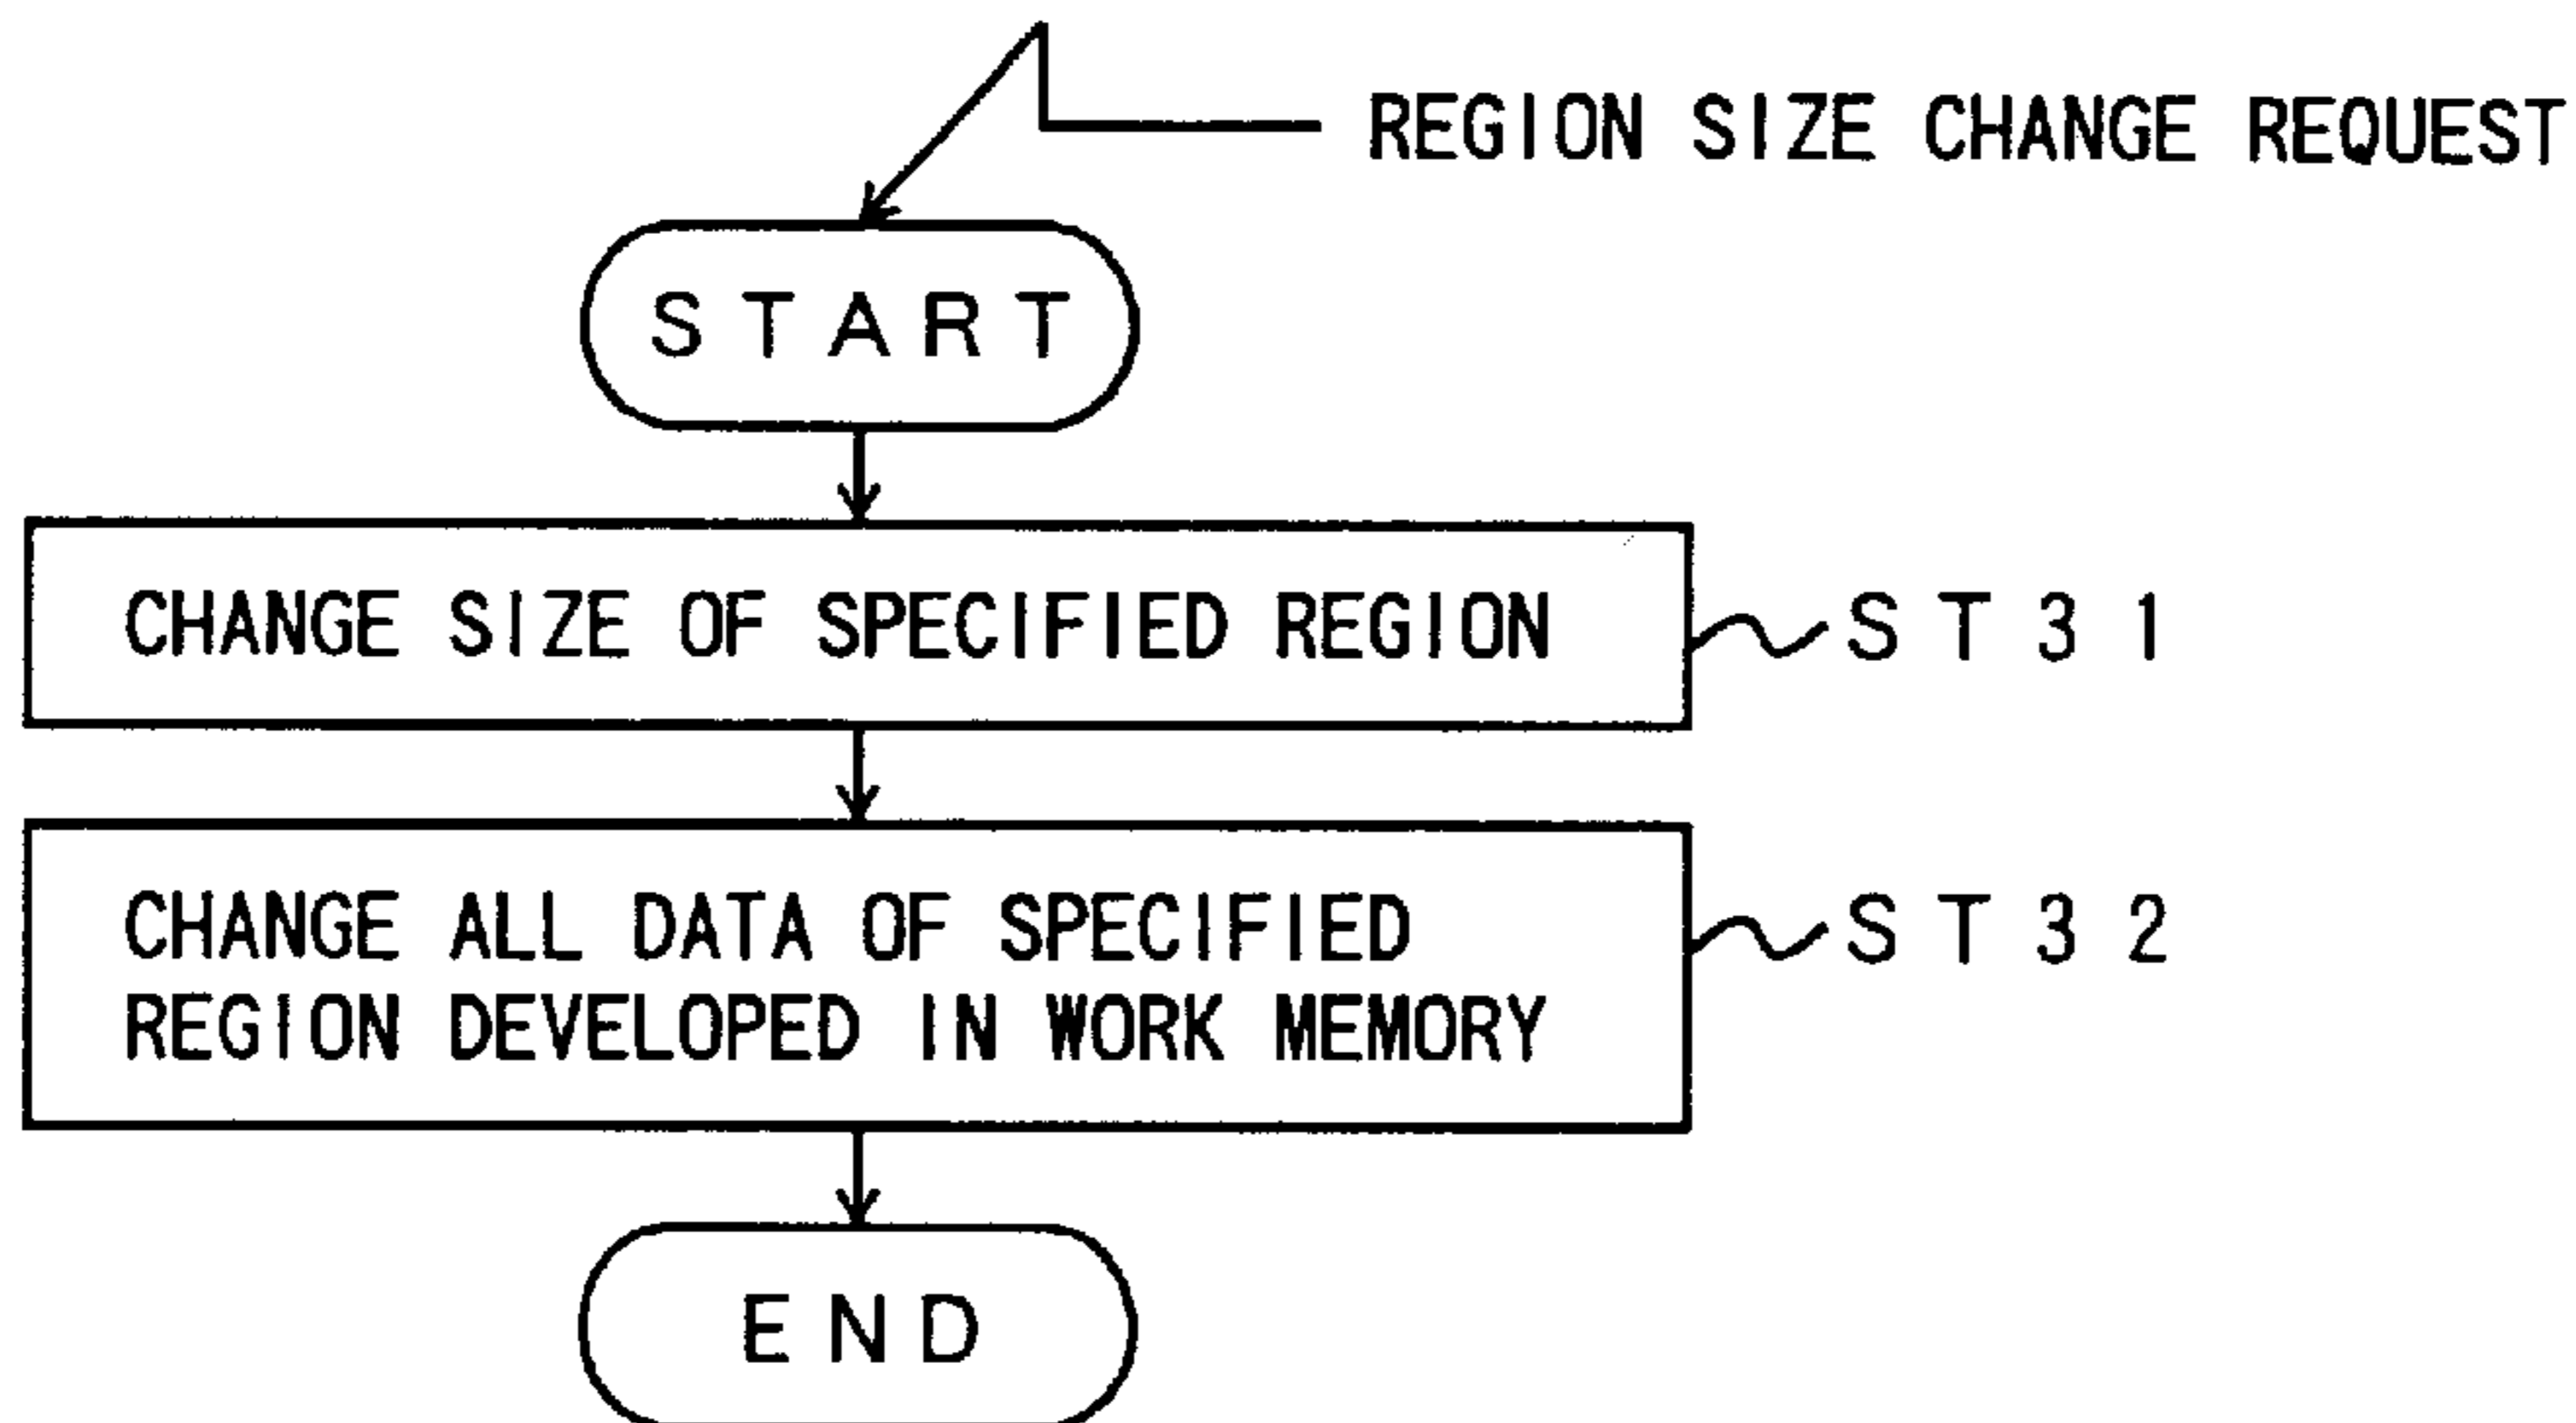 REGION SIZE CHANGE REQUEST
START
CHANGE SIZE OF SPECIFIED REGION
ST31
CHANGE ALL DATA OF SPECIFIED
REGION DEVELOPED IN WORK MEMORY
ST32
END